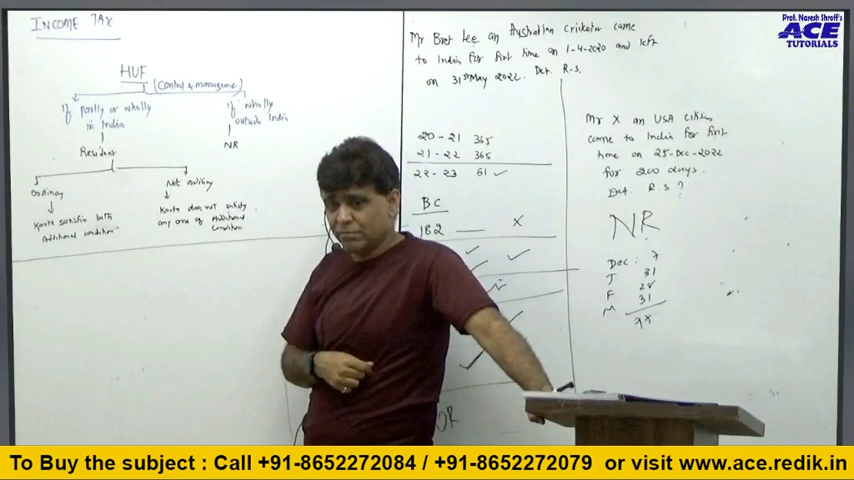 INCOME TAX
HUF
(Control & management)
If partly or wholly
in India
Resident
If wholly
outside India
NR
Ordinary
Karta satisfies both
Additional condition
Not ordinary
Karta does not satisfy
any one of Additional
Condition
Mr Bret Lee an Australian cricketer came
to India for first time on 1-4-2020 and left
on 31st May 2022. Det. R.S.
20-21 365
21-22 365
22-23 61 ✓
BC
182 — ×
OR
Mr X an USA citizen
came to India for first
time on 25-Dec-2022
for 200 days.
Det. R.S?
NR
Dec: 7
J 31
F 28
M 31
Prof. Naresh Shroff's
ACE
TUTORIALS
To Buy the subject : Call +91-8652272084 / +91-8652272079 or visit www.ace.redik.in